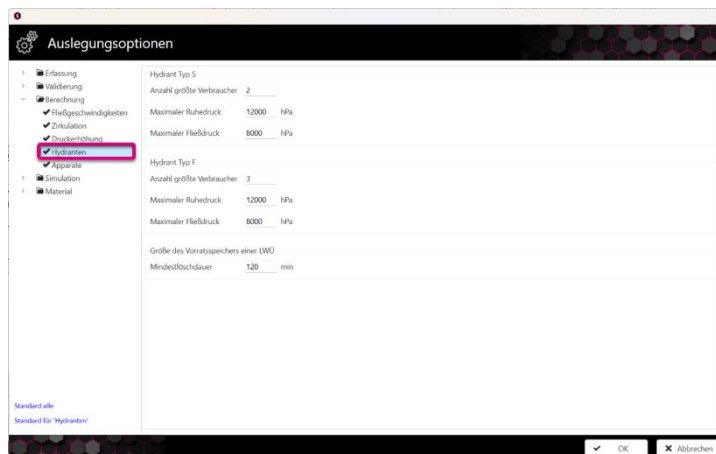 Auslegungsoptionen
Erfassung
Validierung
Berechnung
Fließgeschwindigkeiten
Zirkulation
Druckerhöhung
Hydranten
Apparate
Simulation
Material
Hydrant Typ S
Anzahl größte Verbraucher 2
Maximaler Ruhedruck 12000 hPa
Maximaler Fließdruck 8000 hPa
Hydrant Typ F
Anzahl größte Verbraucher 3
Maximaler Ruhedruck 12000 hPa
Maximaler Fließdruck 8000 hPa
Größe des Vorratsspeichers einer LWÜ
Mindestlöschdauer 120 min
Standard alle
Standard für 'Hydranten'
OK Abbrechen